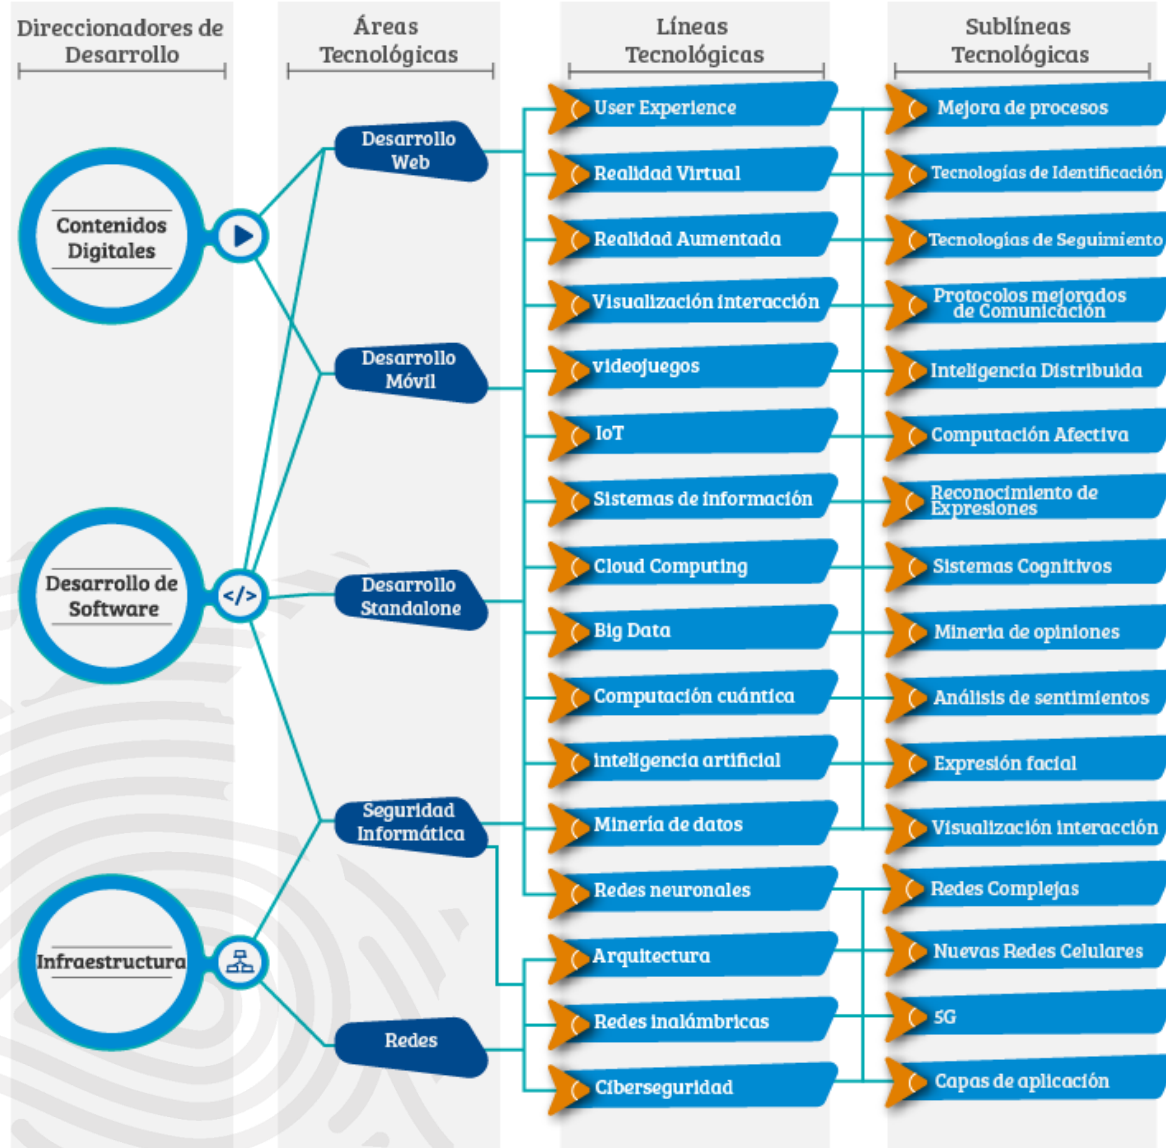 Direccionadores de
Desarrollo
Áreas
Tecnológicas
Líneas
Tecnológicas
Sublíneas
Tecnológicas
Contenidos
Digitales
Desarrollo de
Software
</>
Infraestructura
Desarrollo
Web
Desarrollo
Móvil
Desarrollo
Standalone
Seguridad
Informática
Redes
User Experience
Realidad Virtual
Realidad Aumentada
Visualización interacción
videojuegos
IoT
Sistemas de información
Cloud Computing
Big Data
Computación cuántica
inteligencia artificial
Minería de datos
Redes neuronales
Arquitectura
Redes inalámbricas
Ciberseguridad
Mejora de procesos
Tecnologías de Identificación
Tecnologías de Seguimiento
Protocolos mejorados
de Comunicación
Inteligencia Distribuida
Computación Afectiva
Reconocimiento de
Expresiones
Sistemas Cognitivos
Mineria de opiniones
Análisis de sentimientos
Expresión facial
Visualización interacción
Redes Complejas
Nuevas Redes Celulares
5G
Capas de aplicación